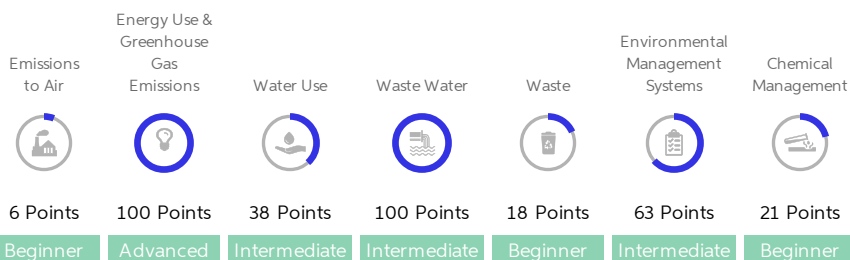 Emissions
to Air
Energy Use &
Greenhouse
Gas
Emissions
Water Use
Waste Water
Waste
Environmental
Management
Systems
Chemical
Management
6 Points
100 Points
38 Points
100 Points
18 Points
63 Points
21 Points
Beginner
Advanced
Intermediate
Intermediate
Beginner
Intermediate
Beginner